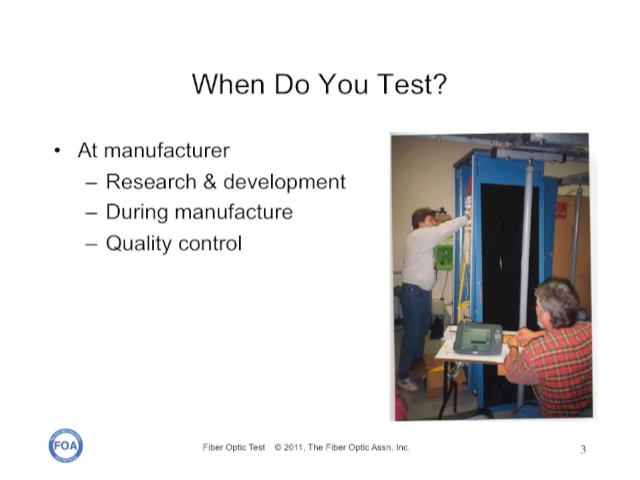 When Do You Test?
• At manufacturer
– Research & development
– During manufacture
– Quality control
FOA
Fiber Optic Test © 2011, The Fiber Optic Assn. Inc.
3